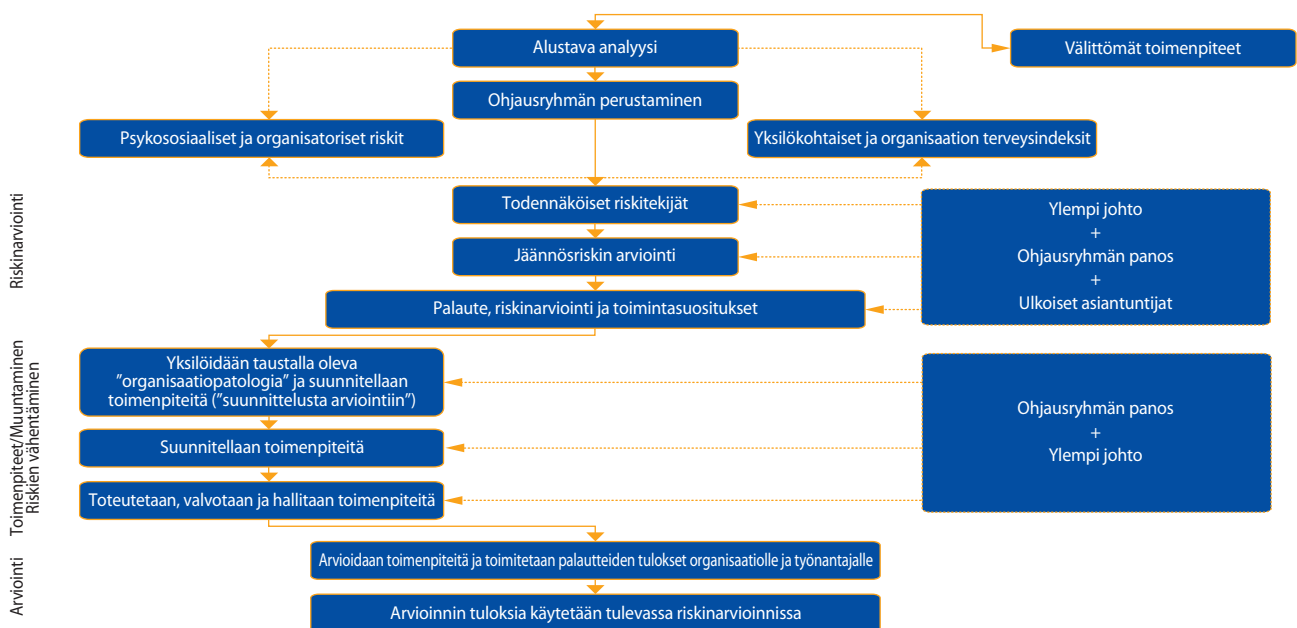 Alustava analyysi
Välittömät toimenpiteet
Ohjausryhmän perustaminen
Psykososiaaliset ja organisatoriset riskit
Yksilökohtaiset ja organisaation terveysindeksit
Riskinarviointi
Todennäköiset riskitekijät
Jäännösriskin arviointi
Palaute, riskinarviointi ja toimintasuositukset
Ylempi johto
+
Ohjausryhmän panos
+
Ulkoiset asiantuntijat
Toimenpiteet/Muuntaminen
Riskien vähentäminen
Yksilöidään taustalla oleva
”organisaatiopatologia” ja suunnitellaan
toimenpiteitä (”suunnittelusta arviointiin”)
Suunnitellaan toimenpiteitä
Toteutetaan, valvotaan ja hallitaan toimenpiteitä
Ohjausryhmän panos
+
Ylempi johto
Arviointi
Arvioidaan toimenpiteitä ja toimitetaan palautteiden tulokset organisaatiolle ja työnantajalle
Arvioinnin tuloksia käytetään tulevassa riskinarvioinnissa